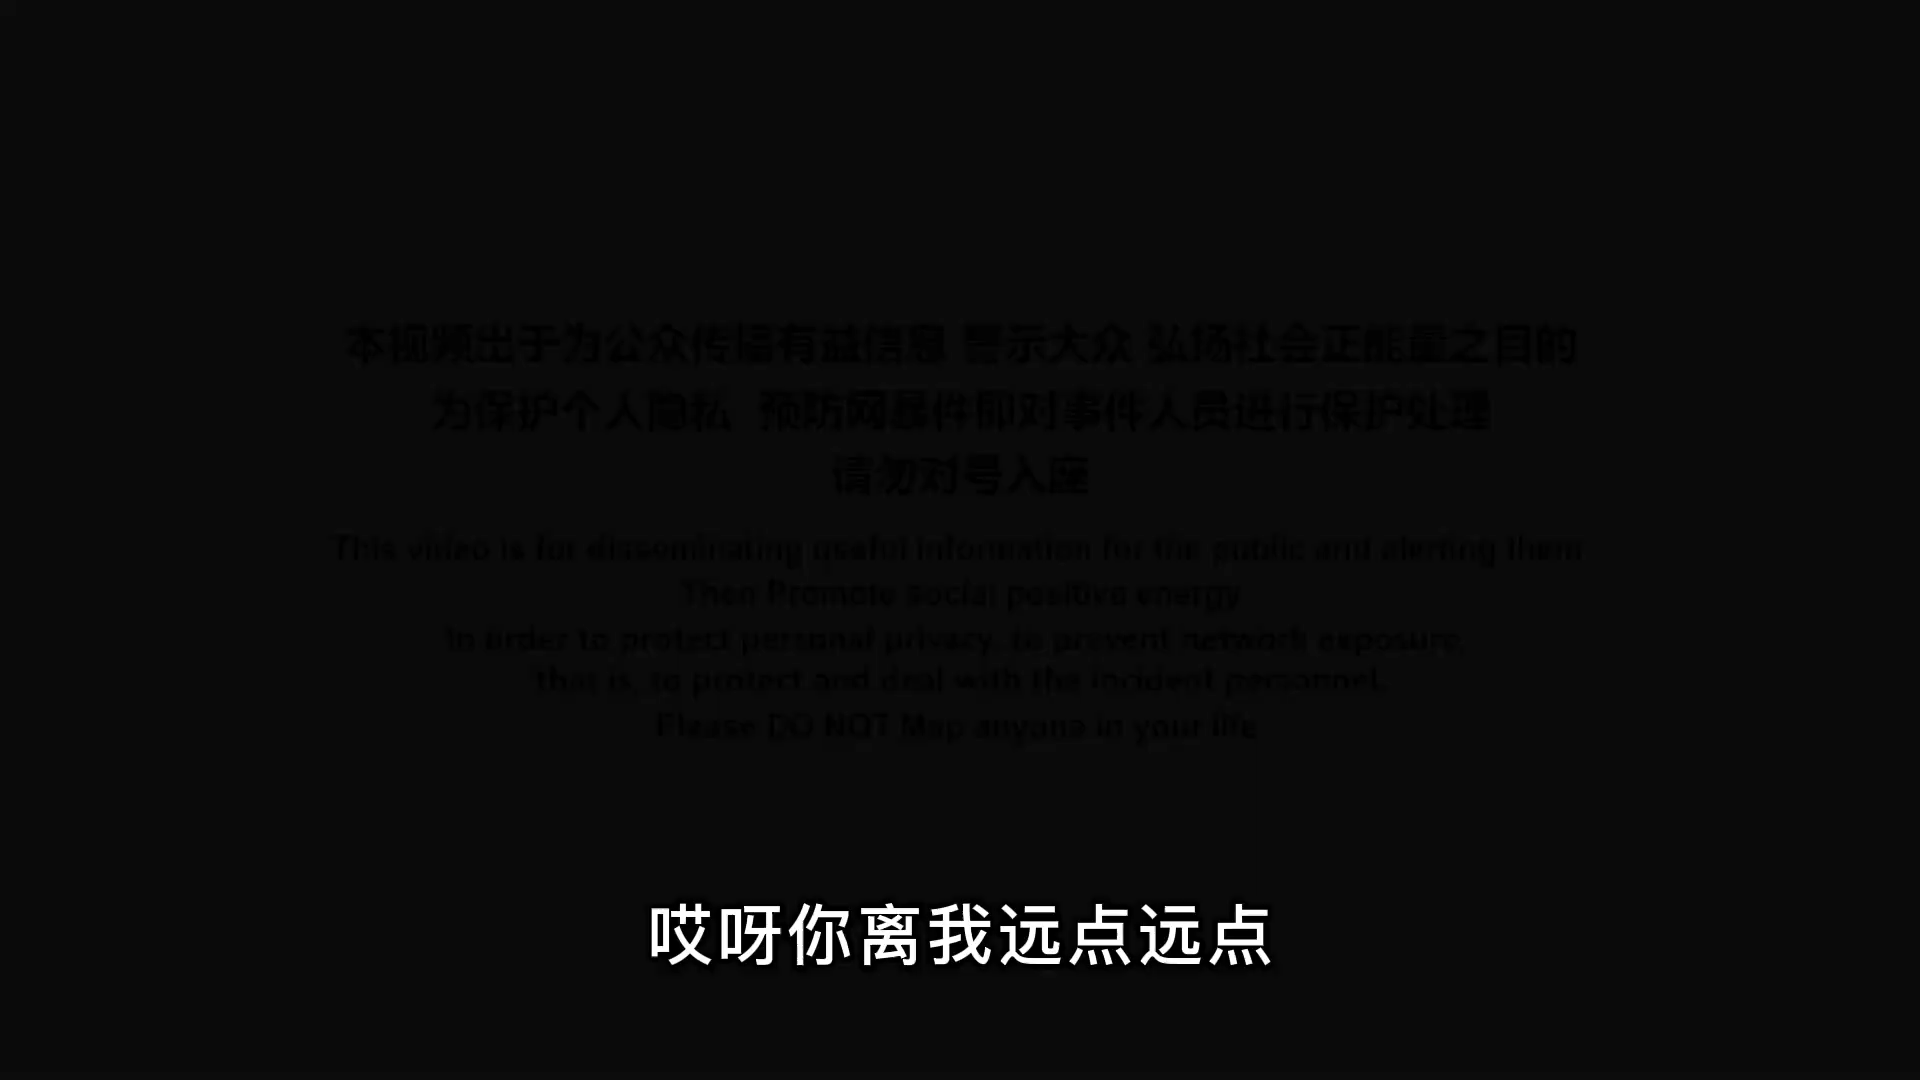 本视频出于为公众传播有益信息 警示大众 弘扬社会正能量之目的
为保护个人隐私 预防网暴件即对事件人员进行保护处理
请勿对号入座
This video is for disseminating useful information for the public and alerting them
Then Promote social positive energy
In order to protect personal privacy, to prevent network exposure,
that is, to protect and deal with the incident personnel.
Please DO NOT Map anyone in your life
哎呀你离我远点远点